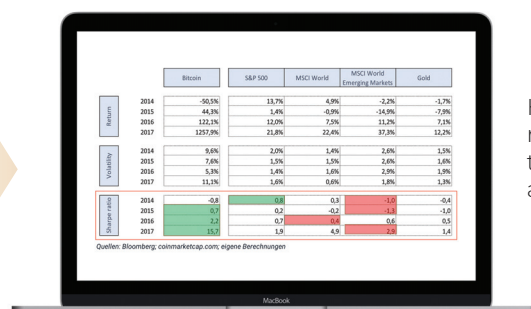 Bitcoin S&P 500 MSCI World MSCI World Emerging Markets Gold
Return
2014 -50,5% 13,7% 4,9% -2,2% -1,7%
2015 44,3% 1,4% -0,9% -14,9% -7,9%
2016 122,1% 12,0% 7,5% 11,2% 7,1%
2017 1257,9% 21,8% 22,4% 37,3% 12,2%
Volatility
2014 9,6% 2,0% 1,4% 2,6% 1,5%
2015 7,6% 1,5% 1,5% 2,6% 1,6%
2016 5,3% 1,4% 1,6% 2,9% 1,9%
2017 11,1% 1,6% 0,6% 1,8% 1,3%
Sharpe ratio
2014 -0,8 0,8 0,3 -1,0 -0,4
2015 0,7 0,2 -0,2 -1,3 -1,0
2016 2,2 0,7 0,4 0,6 0,5
2017 15,7 1,9 4,9 2,9 1,4
Quellen: Bloomberg; coinmarketcap.com; eigene Berechnungen
MacBook